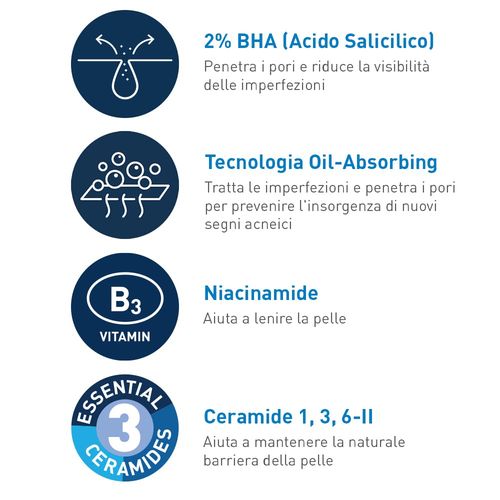 2% BHA (Acido Salicilico)
Penetra i pori e riduce la visibilità
delle imperfezioni
Tecnologia Oil-Absorbing
Tratta le imperfezioni e penetra i pori
per prevenire l'insorgenza di nuovi
segni acneici
B3
VITAMIN
Niacinamide
Aiuta a lenire la pelle
ESSENTIAL
3
CERAMIDES
Ceramide 1, 3, 6-II
Aiuta a mantenere la naturale
barriera della pelle